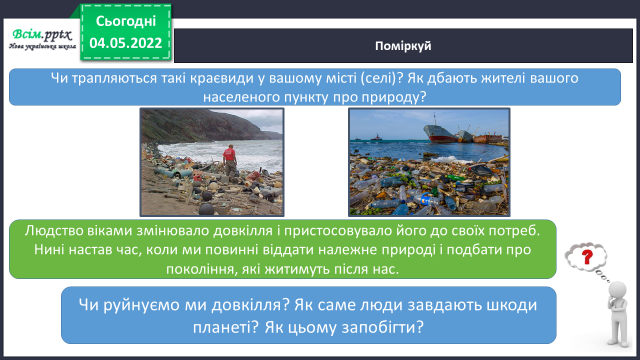 Всім.pptx
Нова українська школа
Сьогодні
04.05.2022
Поміркуй
Чи трапляються такі краєвиди у вашому місті (селі)? Як дбають жителі вашого
населеного пункту про природу?
Людство віками змінювало довкілля і пристосовувало його до своїх потреб.
Нині настав час, коли ми повинні віддати належне природі і подбати про
покоління, які житимуть після нас.
?
Чи руйнуємо ми довкілля? Як саме люди завдають шкоди
планеті? Як цьому запобігти?